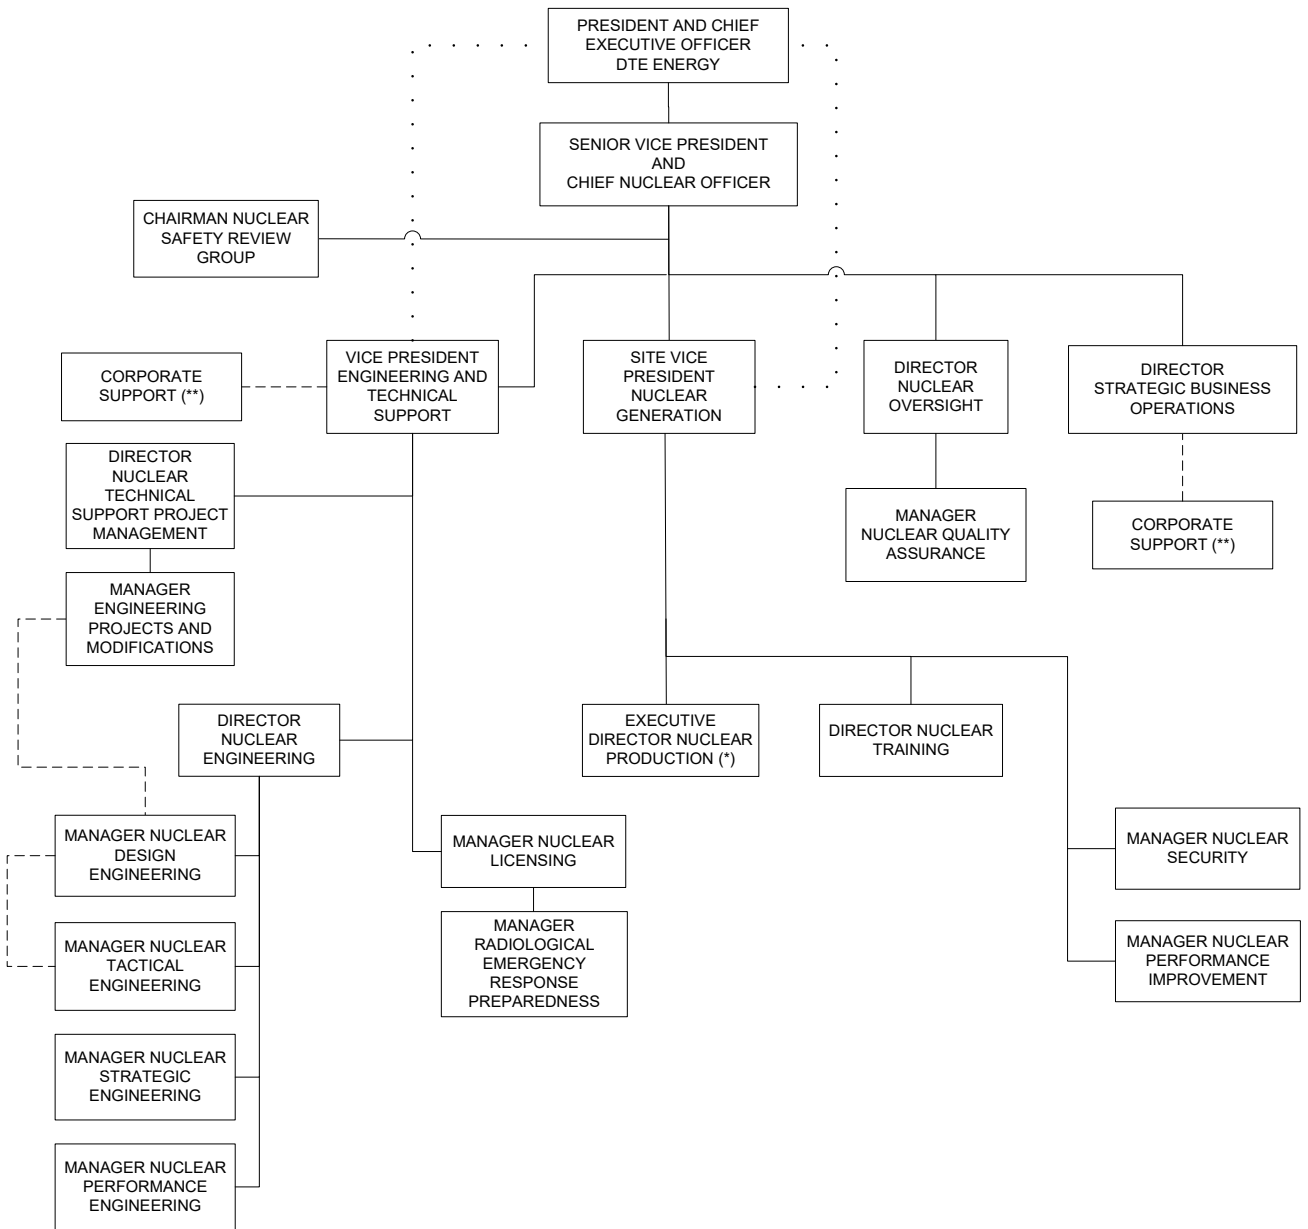 PRESIDENT AND CHIEF
EXECUTIVE OFFICER
DTE ENERGY
SENIOR VICE PRESIDENT
AND
CHIEF NUCLEAR OFFICER
CHAIRMAN NUCLEAR
SAFETY REVIEW
GROUP
CORPORATE
SUPPORT (**)
VICE PRESIDENT
ENGINEERING AND
TECHNICAL
SUPPORT
SITE VICE
PRESIDENT
NUCLEAR
GENERATION
DIRECTOR
NUCLEAR
OVERSIGHT
DIRECTOR
STRATEGIC BUSINESS
OPERATIONS
DIRECTOR
NUCLEAR
TECHNICAL
SUPPORT PROJECT
MANAGEMENT
MANAGER
NUCLEAR QUALITY
ASSURANCE
CORPORATE
SUPPORT (**)
MANAGER
ENGINEERING
PROJECTS AND
MODIFICATIONS
DIRECTOR
NUCLEAR
ENGINEERING
EXECUTIVE
DIRECTOR NUCLEAR
PRODUCTION (*)
DIRECTOR NUCLEAR
TRAINING
MANAGER NUCLEAR
DESIGN
ENGINEERING
MANAGER NUCLEAR
LICENSING
MANAGER NUCLEAR
SECURITY
MANAGER NUCLEAR
TACTICAL
ENGINEERING
MANAGER
RADIOLOGICAL
EMERGENCY
RESPONSE
PREPAREDNESS
MANAGER NUCLEAR
PERFORMANCE
IMPROVEMENT
MANAGER NUCLEAR
STRATEGIC
ENGINEERING
MANAGER NUCLEAR
PERFORMANCE
ENGINEERING